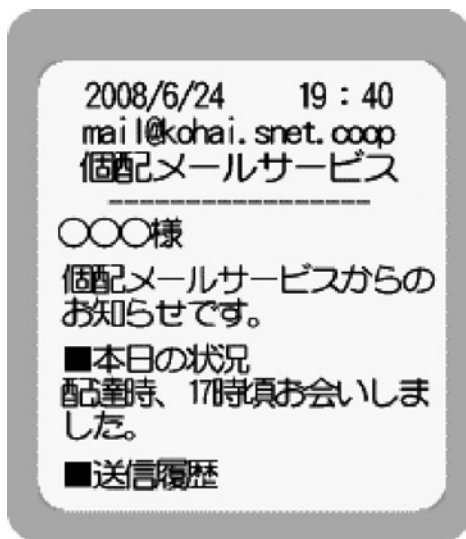 2008/6/24 19：40
mail@kohai.snet.coop
個配メールサービス
-----------------
○○○様
個配メールサービスからの
お知らせです。
■本日の状況
配達時、17時頃お会いしま
した。
■送信履歴